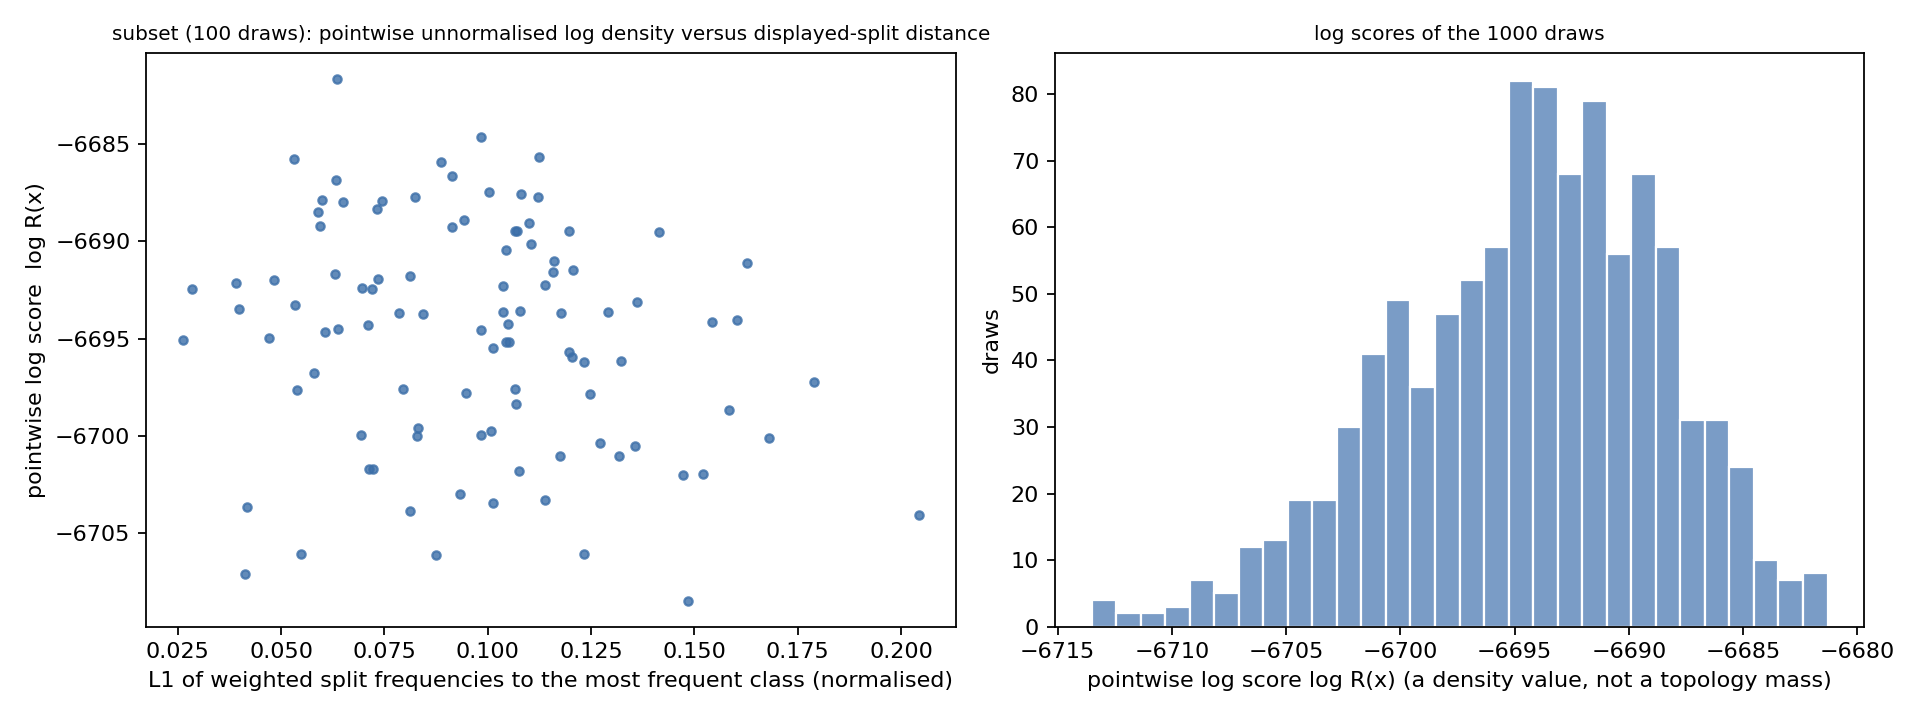 subset (100 draws): pointwise unnormalised log density versus displayed-split distance
pointwise log score  log R(x)
−6685
−6690
−6695
−6700
−6705
0.025 0.050 0.075 0.100 0.125 0.150 0.175 0.200
L1 of weighted split frequencies to the most frequent class (normalised)
log scores of the 1000 draws
draws
80
70
60
50
40
30
20
10
0
−6715 −6710 −6705 −6700 −6695 −6690 −6685 −6680
pointwise log score log R(x) (a density value, not a topology mass)